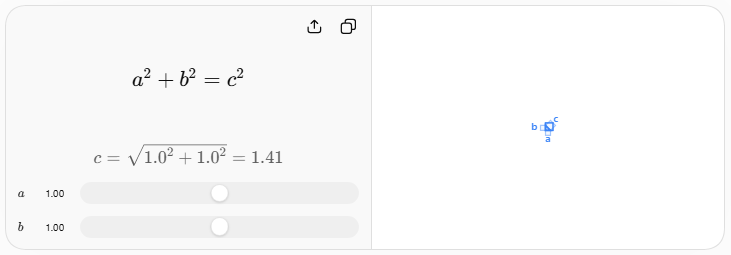 a² + b² = c²
c = √1.0² + 1.0² = 1.41
a 1.00
b 1.00
c
b
a